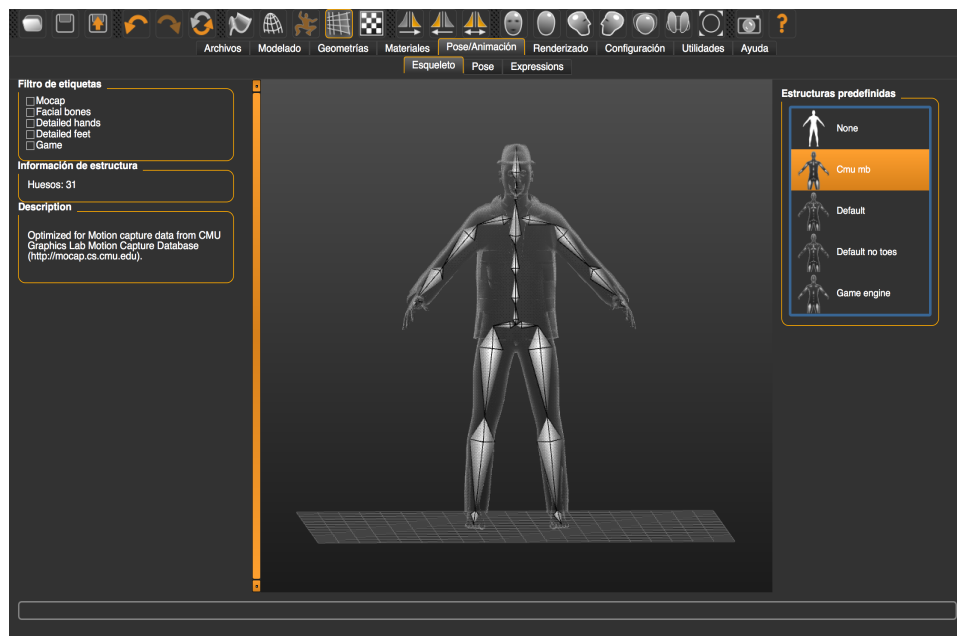 Archivos Modelado Geometrías Materiales Pose/Animación Renderizado Configuración Utilidades Ayuda
Esqueleto Pose Expressions
Filtro de etiquetas
Mocap
Facial bones
Detailed hands
Detailed feet
Game
Información de estructura
Huesos: 31
Description
Optimized for Motion capture data from CMU
Graphics Lab Motion Capture Database
(http://mocap.cs.cmu.edu).
Estructuras predefinidas
None
Cmu mb
Default
Default no toes
Game engine